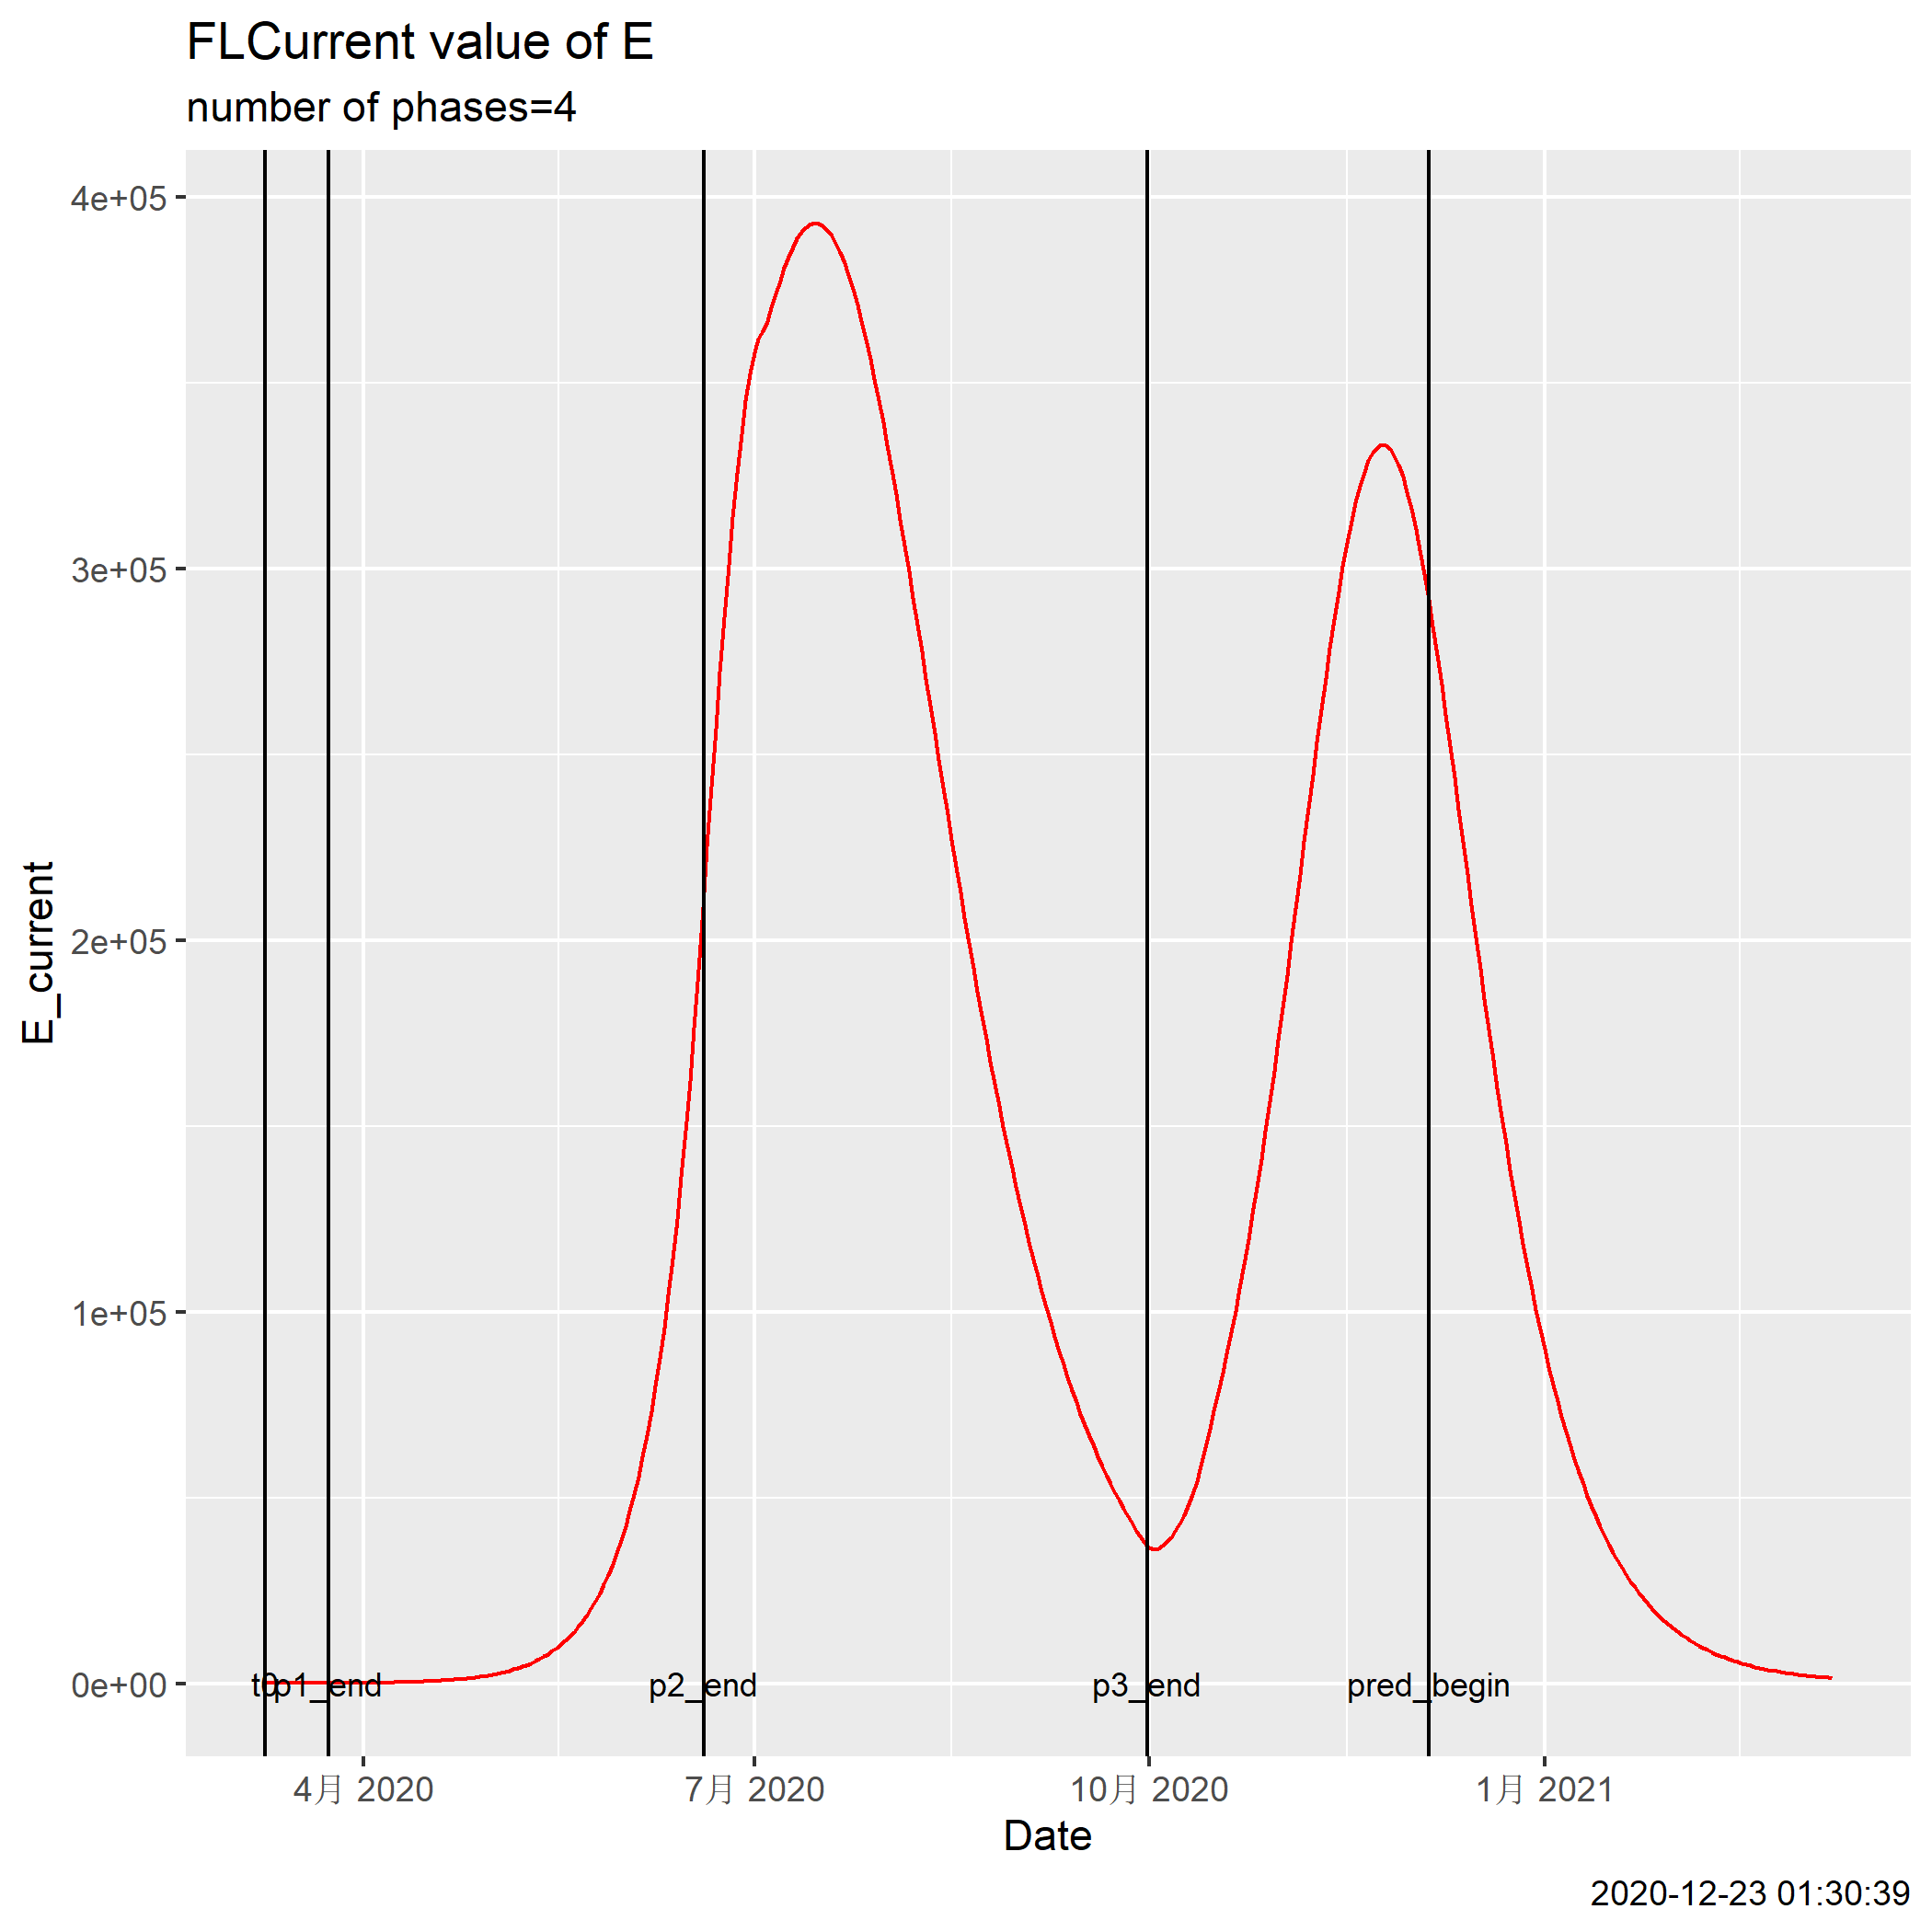 FLCurrent value of E
number of phases=4
4e+05
3e+05
2e+05
1e+05
0e+00
E_current
t0
p1_end
p2_end
p3_end
pred_begin
4月 2020
7月 2020
10月 2020
1月 2021
Date
2020-12-23 01:30:39